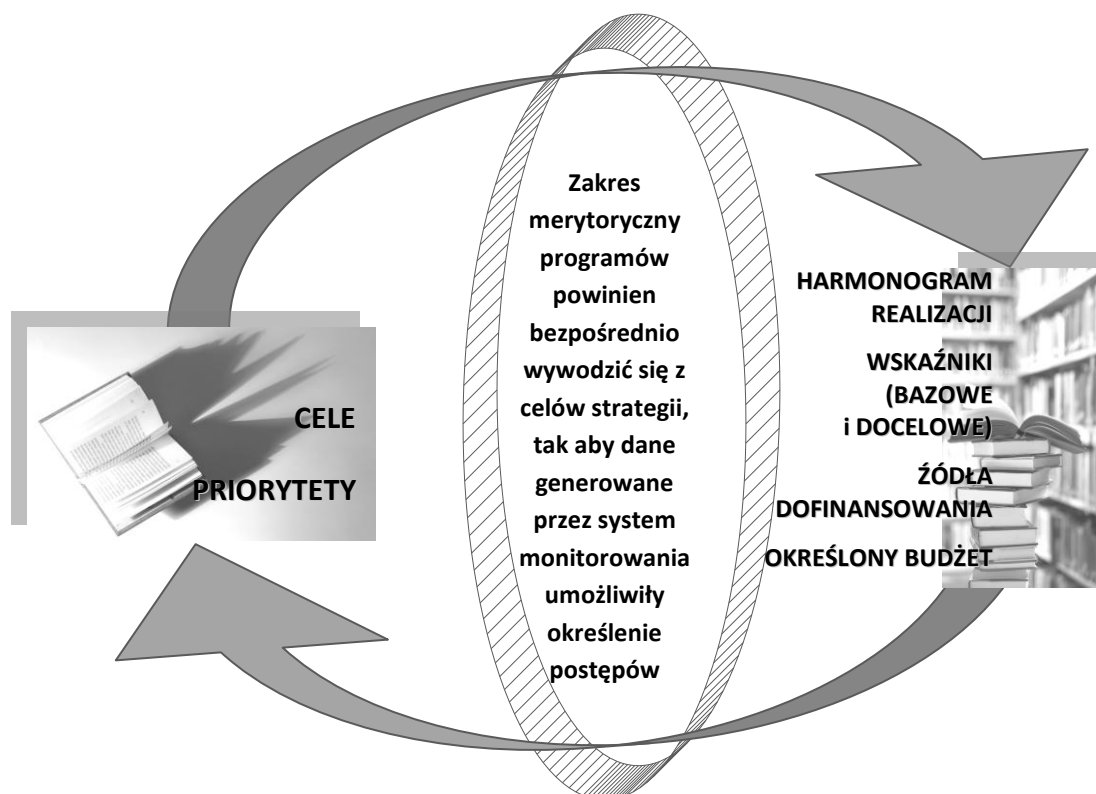 CELE
PRIORYTETY
Zakres
merytoryczny
programów
powinien
bezpośrednio
wywodzić się z
celów strategii,
tak aby dane
generowane
przez system
monitorowania
umożliwiły
określenie
postępów
HARMONOGRAM
REALIZACJI
WSKAŹNIKI
(BAZOWE
i DOCELOWE)
ŹÓDŁA
DOFINANSOWANIA
OKREŚLONY BUDŻET